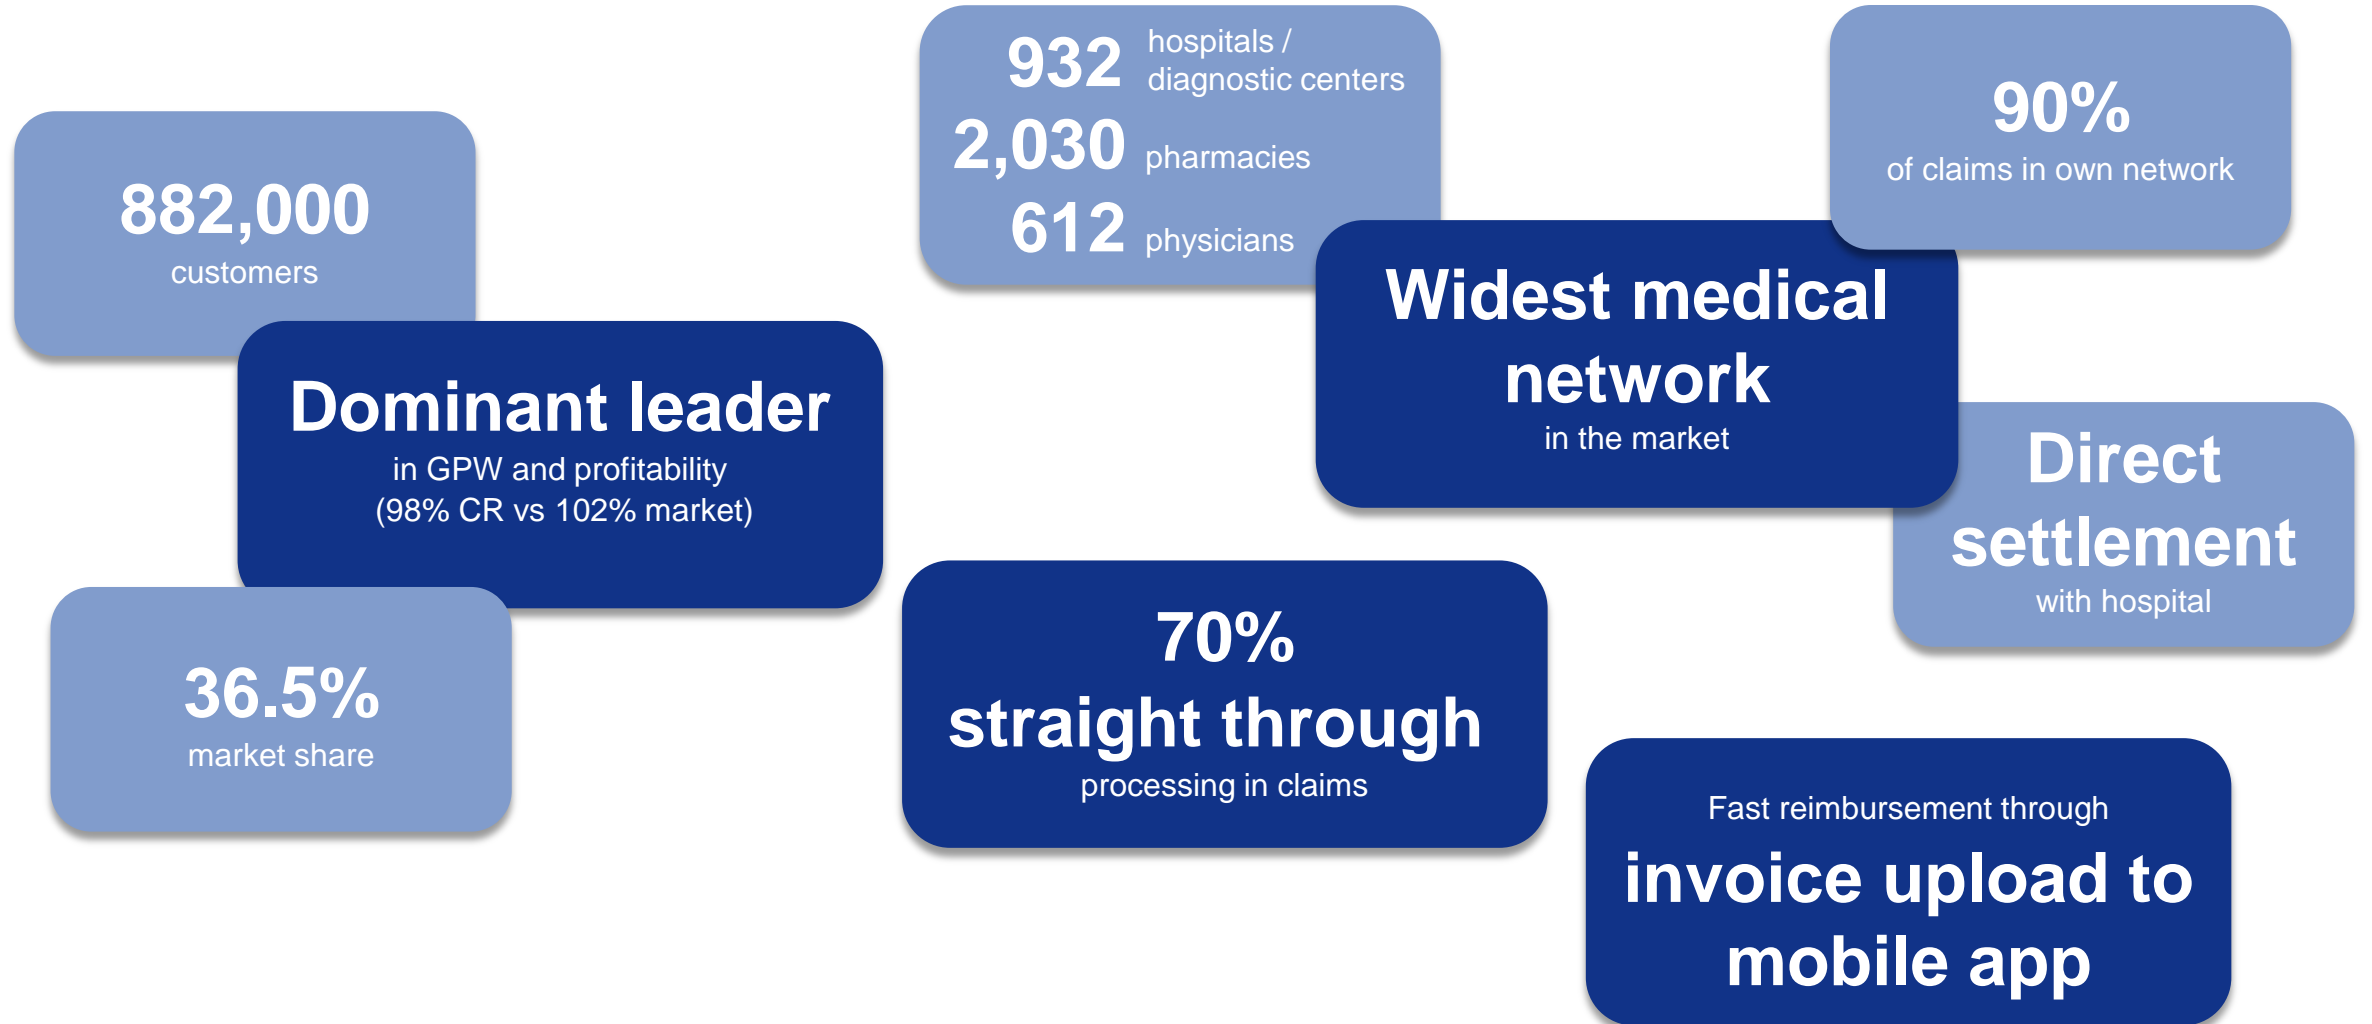 882,000
customers
Dominant leader
in GPW and profitability
(98% CR vs 102% market)
36.5%
market share
932 hospitals /
diagnostic centers
2,030 pharmacies
612 physicians
90%
of claims in own network
Widest medical
network
in the market
Direct
settlement
with hospital
70%
straight through
processing in claims
Fast reimbursement through
invoice upload to
mobile app